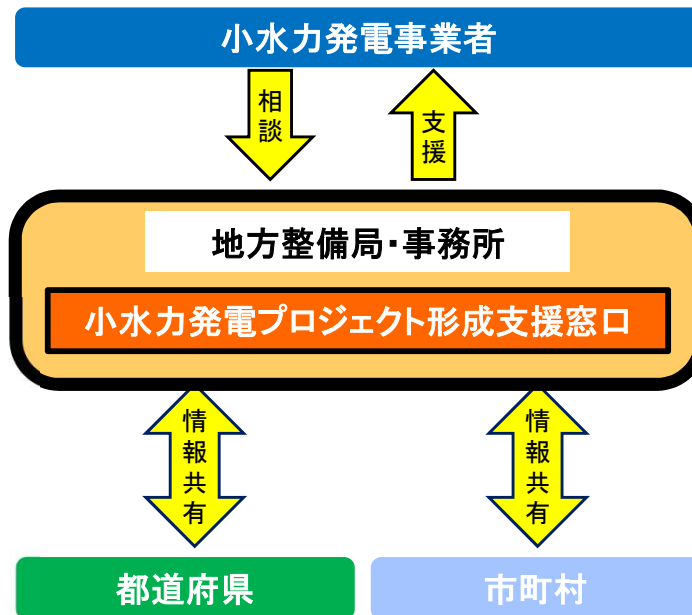 小水力発電事業者
相談
支援
地方整備局・事務所
小水力発電プロジェクト形成支援窓口
情報共有
情報共有
都道府県
市町村